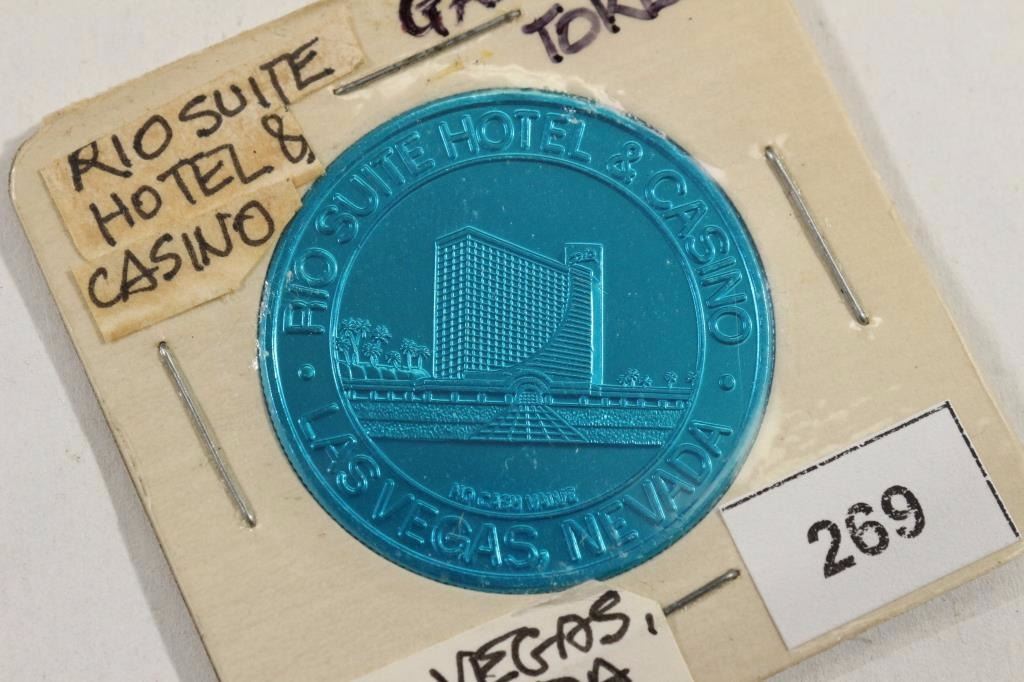 RIO SUITE
HOTEL &
CASINO
RIO SUITE HOTEL & CASINO
LAS VEGAS, NEVADA
NO CASH VALUE
269
VEGAS,